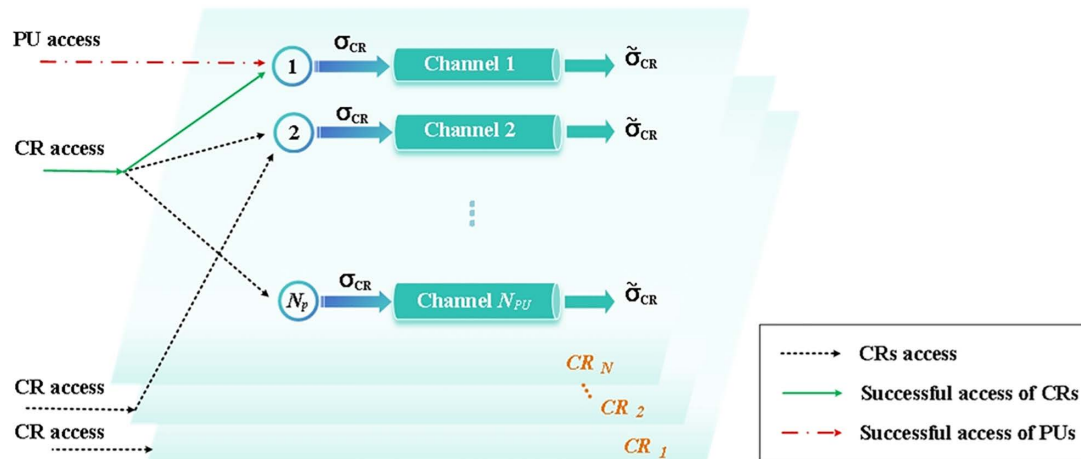 PU access
1
σCR
Channel 1
σ̃CR
2
σCR
Channel 2
σ̃CR
CR access
Np
σCR
Channel NPU
σ̃CR
CR N
CR 2
CR 1
CR access
CR access
CRs access
Successful access of CRs
Successful access of PUs